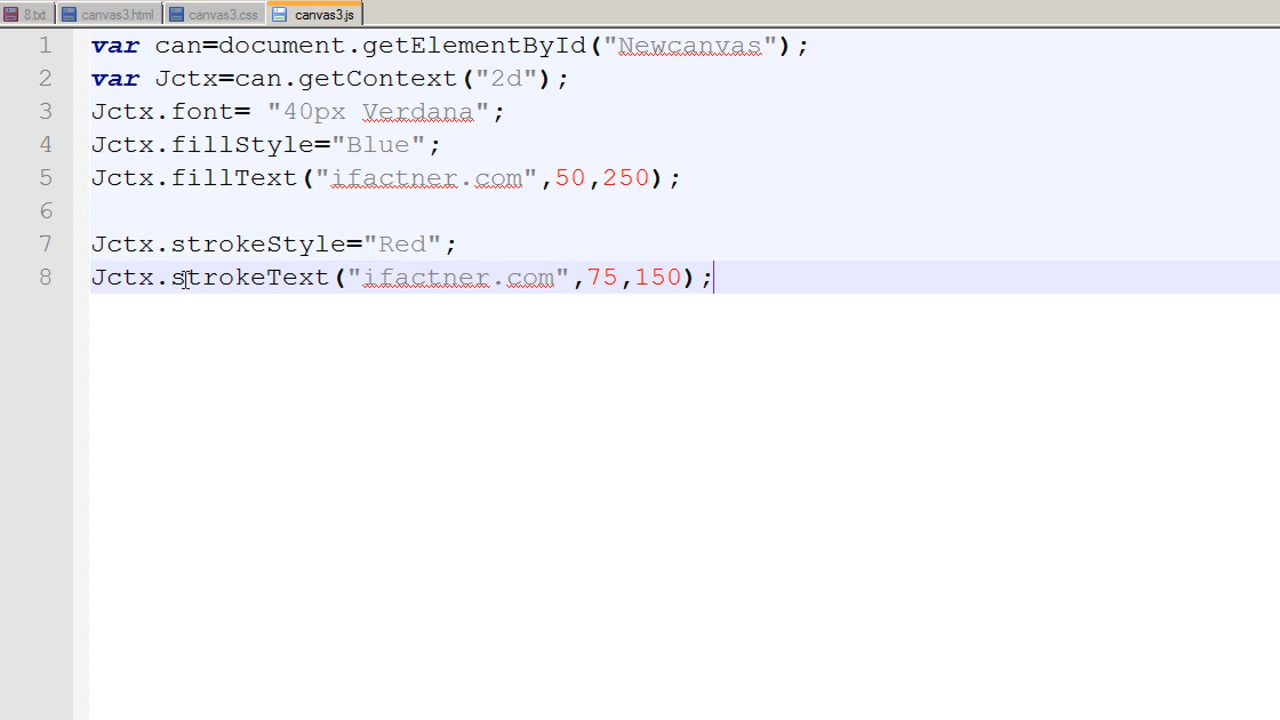 8.txt canvas3.html canvas3.css canvas3.js
1 var can=document.getElementById("Newcanvas");
2 var Jctx=can.getContext("2d");
3 Jctx.font= "40px Verdana";
4 Jctx.fillStyle="Blue";
5 Jctx.fillText("ifactner.com",50,250);
6
7 Jctx.strokeStyle="Red";
8 Jctx.strokeText("ifactner.com",75,150);